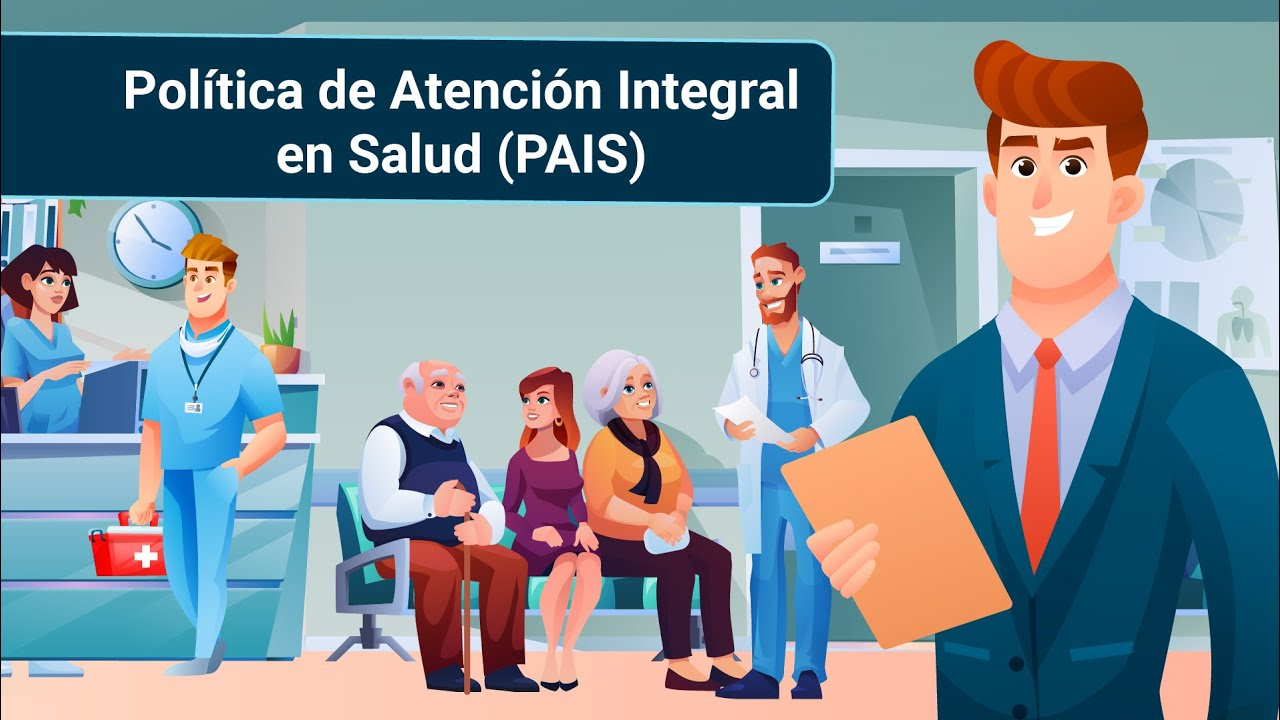 Política de Atención Integral
en Salud (PAIS)